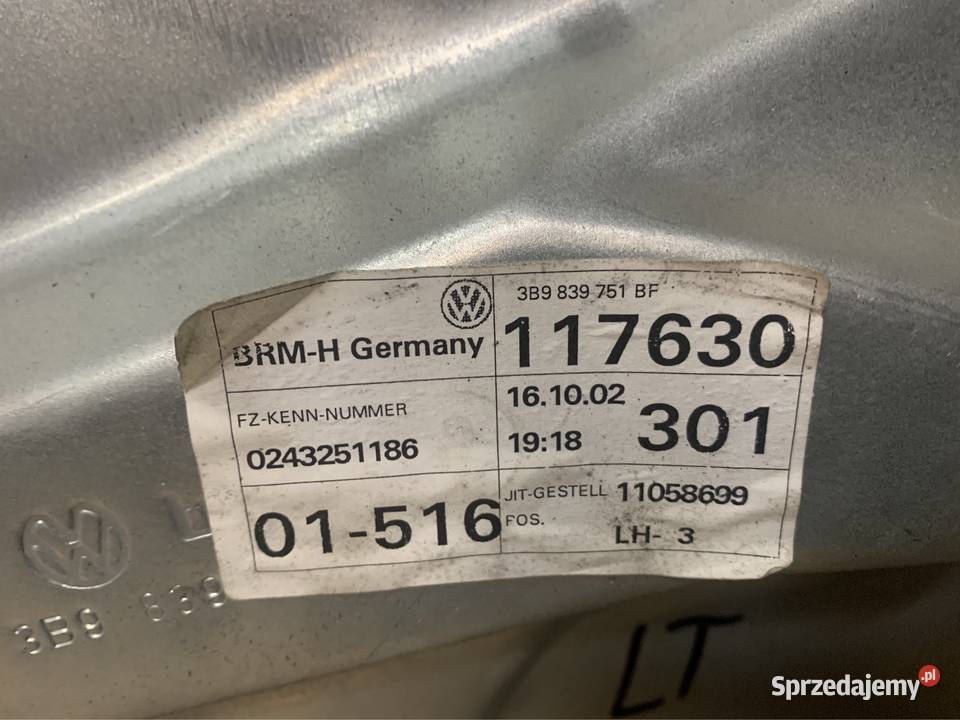 3B9 839 751 BF
BRM-H Germany
117630
FZ-KENN-NUMMER
0243251186
16.10.02
19:18
301
01-516
JIT-GESTELL 11058699
FOS.
LH- 3
3B9 839
LT
Sprzedajemy.pl